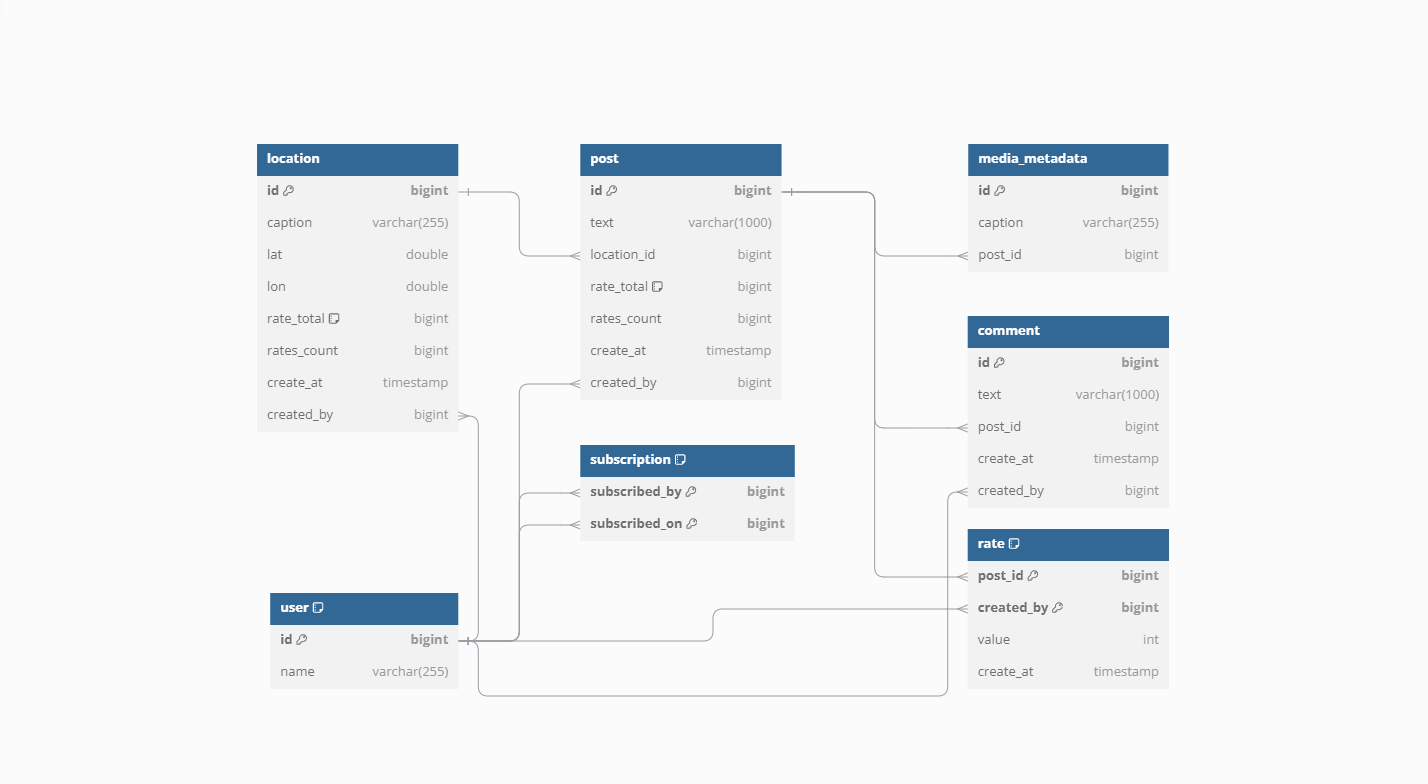 location
id bigint
caption varchar(255)
lat double
lon double
rate_total bigint
rates_count bigint
create_at timestamp
created_by bigint
post
id bigint
text varchar(1000)
location_id bigint
rate_total bigint
rates_count bigint
create_at timestamp
created_by bigint
media_metadata
id bigint
caption varchar(255)
post_id bigint
comment
id bigint
text varchar(1000)
post_id bigint
create_at timestamp
created_by bigint
subscription
subscribed_by bigint
subscribed_on bigint
rate
post_id bigint
created_by bigint
value int
create_at timestamp
user
id bigint
name varchar(255)